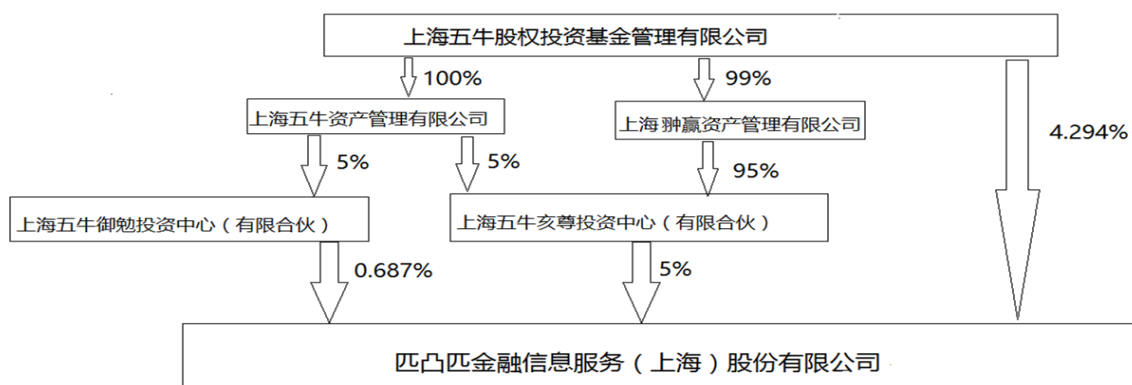 上海五牛股权投资基金管理有限公司
100%
99%
4.294%
上海五牛资产管理有限公司
上海翀赢资产管理有限公司
5%
5%
95%
上海五牛御勉投资中心（有限合伙）
上海五牛亥尊投资中心（有限合伙）
0.687%
5%
匹凸匹金融信息服务（上海）股份有限公司